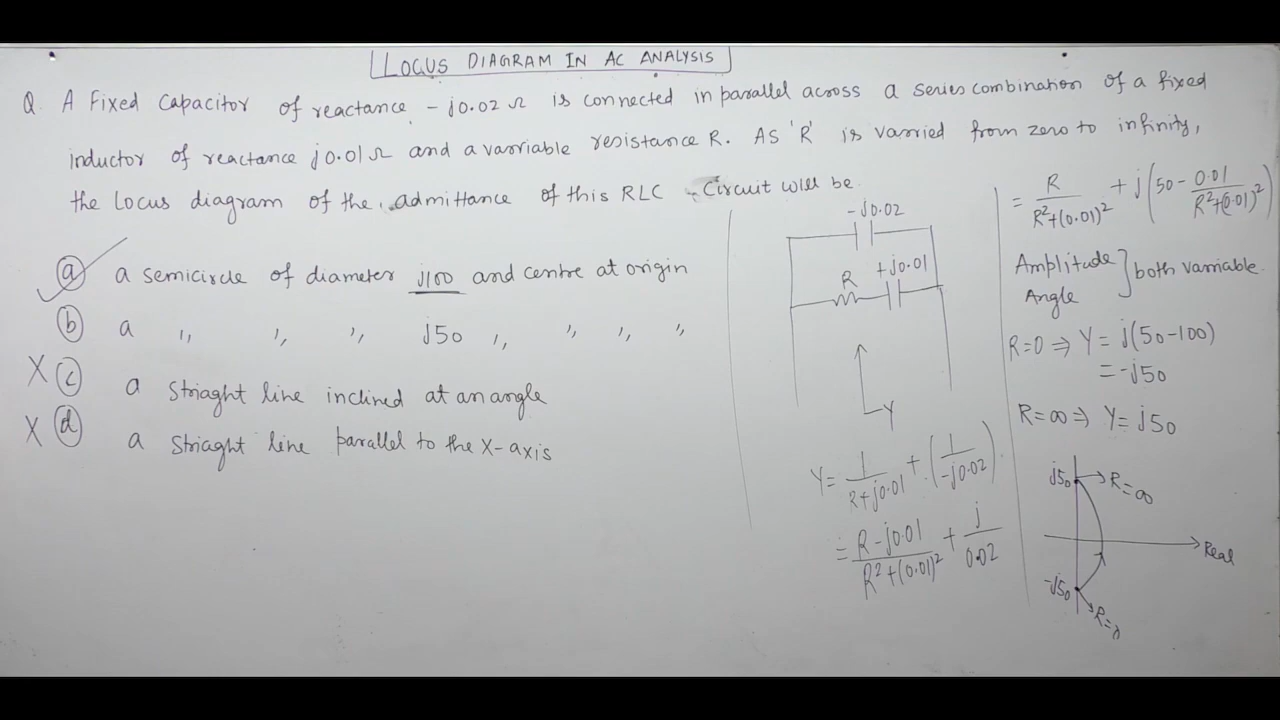 LOCUS DIAGRAM IN AC ANALYSIS
Q. A Fixed Capacitor of reactance - j0.02 Ω is connected in parallel across a series combination of a fixed
inductor of reactance j0.01 Ω and a varriable resistance R. AS 'R' is varried from zero to infinity,
the Locus diagram of the admittance of this RLC Circuit will be
(a) a semicircle of diameter j100 and centre at origin
(b) a ,, ,, ,, j50 ,, ,, ,, ,,
X (c) a Striaght line inclined at an angle
X (d) a Striaght line parallel to the X-axis
-j0.02
R +j0.01
Y
Y = 1/(R+j0.01) + (1/(-j0.02))
= (R-j0.01)/(R²+(0.01)²) + j/0.02
= R/(R²+(0.01)²) + j(50 - 0.01/(R²+(0.01)²))
Amplitude
Angle } both variable
R=0 ⇒ Y = j(50-100)
= -j50
R=∞ ⇒ Y = j50
j50 R=∞
Real
-j50
R=